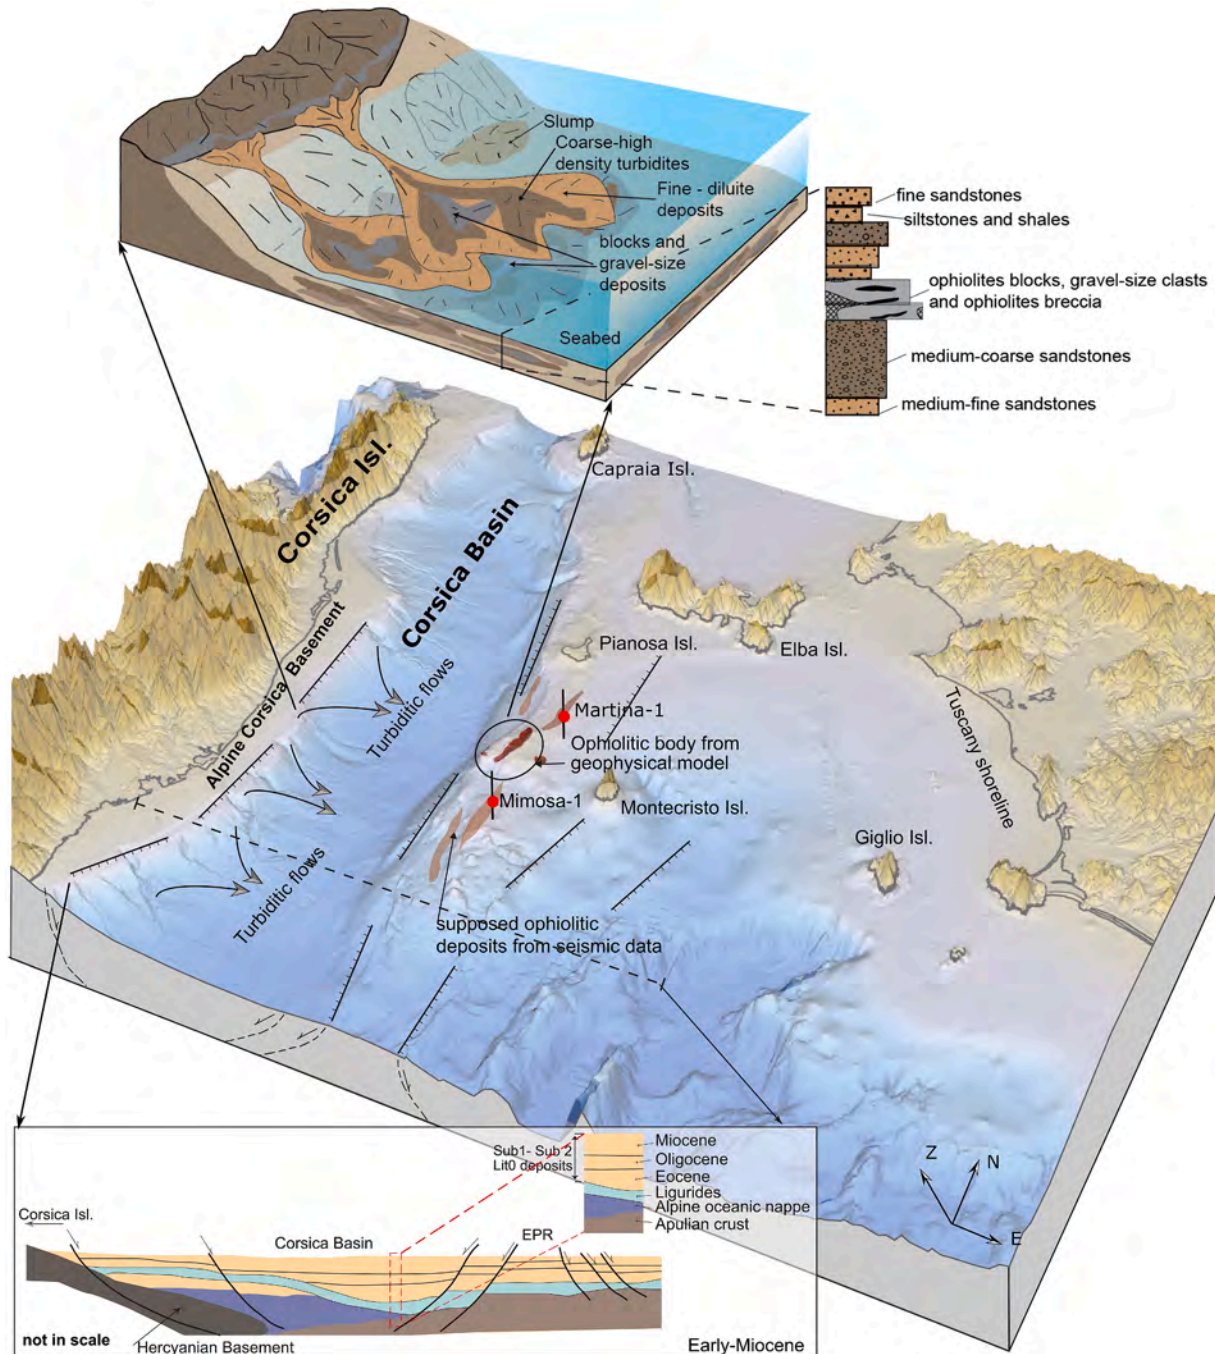 Slump
Coarse-high
density turbidites
Fine - diluite
deposits
blocks and
gravel-size
deposits
Seabed
fine sandstones
siltstones and shales
ophiolites blocks, gravel-size clasts
and ophiolites breccia
medium-coarse sandstones
medium-fine sandstones
Corsica Isl.
Corsica Basin
Capraia Isl.
Alpine Corsica Basement
Turbiditic flows
Pianosa Isl.
Elba Isl.
Martina-1
Ophiolitic body from
geophysical model
Mimosa-1
Montecristo Isl.
Tuscany shoreline
Giglio Isl.
Turbiditic flows
supposed ophiolitic
deposits from seismic data
Z
N
E
Sub1- Sub 2
Lit0 deposits
Miocene
Oligocene
Eocene
Ligurides
Alpine oceanic nappe
Apulian crust
Corsica Isl.
Corsica Basin
EPR
not in scale
Hercyanian Basement
Early-Miocene